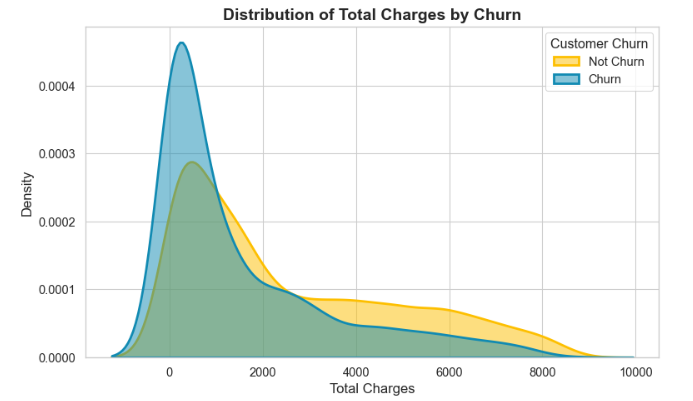 Distribution of Total Charges by Churn
Customer Churn
Not Churn
Churn
0.0004
0.0003
0.0002
0.0001
0.0000
Density
0
2000
4000
6000
8000
10000
Total Charges